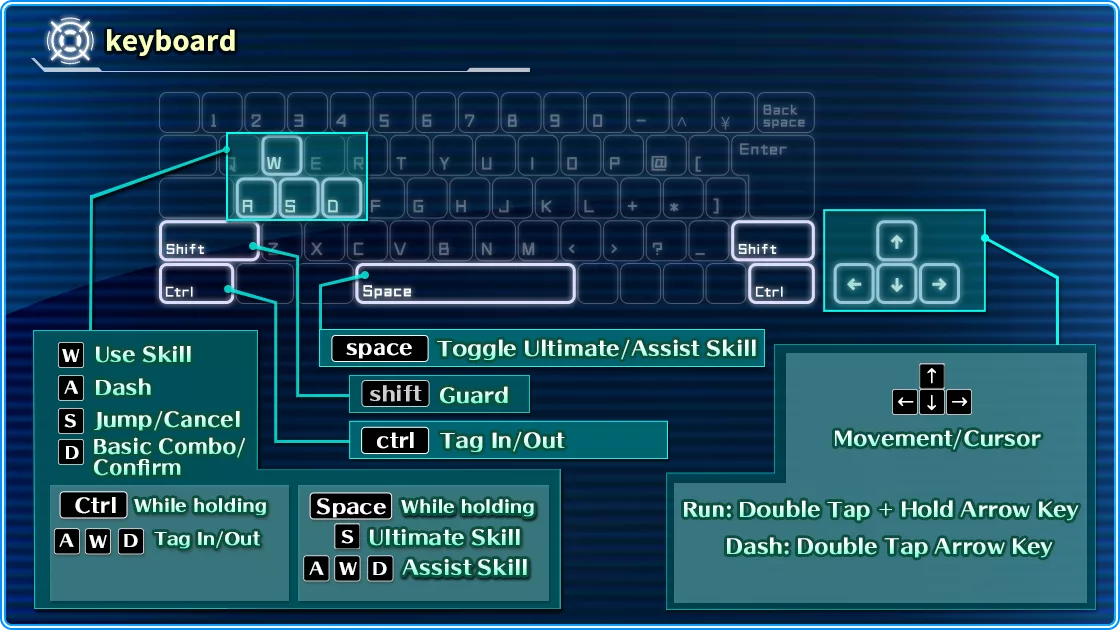 keyboard
1 2 3 4 5 6 7 8 9 0 - ^ ¥ Back space
Q W E R T Y U I O P @ [ Enter
A S D F G H J K L + * ]
Shift Z X C V B N M < > ? _ Shift
Ctrl Space Ctrl
↑
← ↓ →
W Use Skill
A Dash
S Jump/Cancel
D Basic Combo/
Confirm
space Toggle Ultimate/Assist Skill
shift Guard
ctrl Tag In/Out
Ctrl While holding
A W D Tag In/Out
Space While holding
S Ultimate Skill
A W D Assist Skill
↑
← ↓ →
Movement/Cursor
Run: Double Tap + Hold Arrow Key
Dash: Double Tap Arrow Key